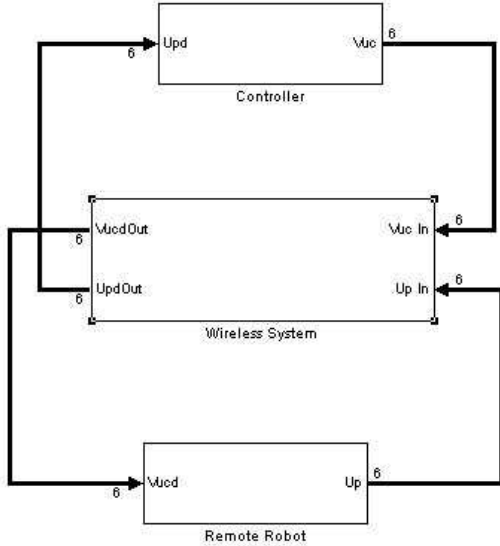 6 Upd Vuc 6
Controller
VucdOut Vuc In 6
6
UpdOut Up In 6
6
Wireless System
6 Vucd Up 6
Remote Robot